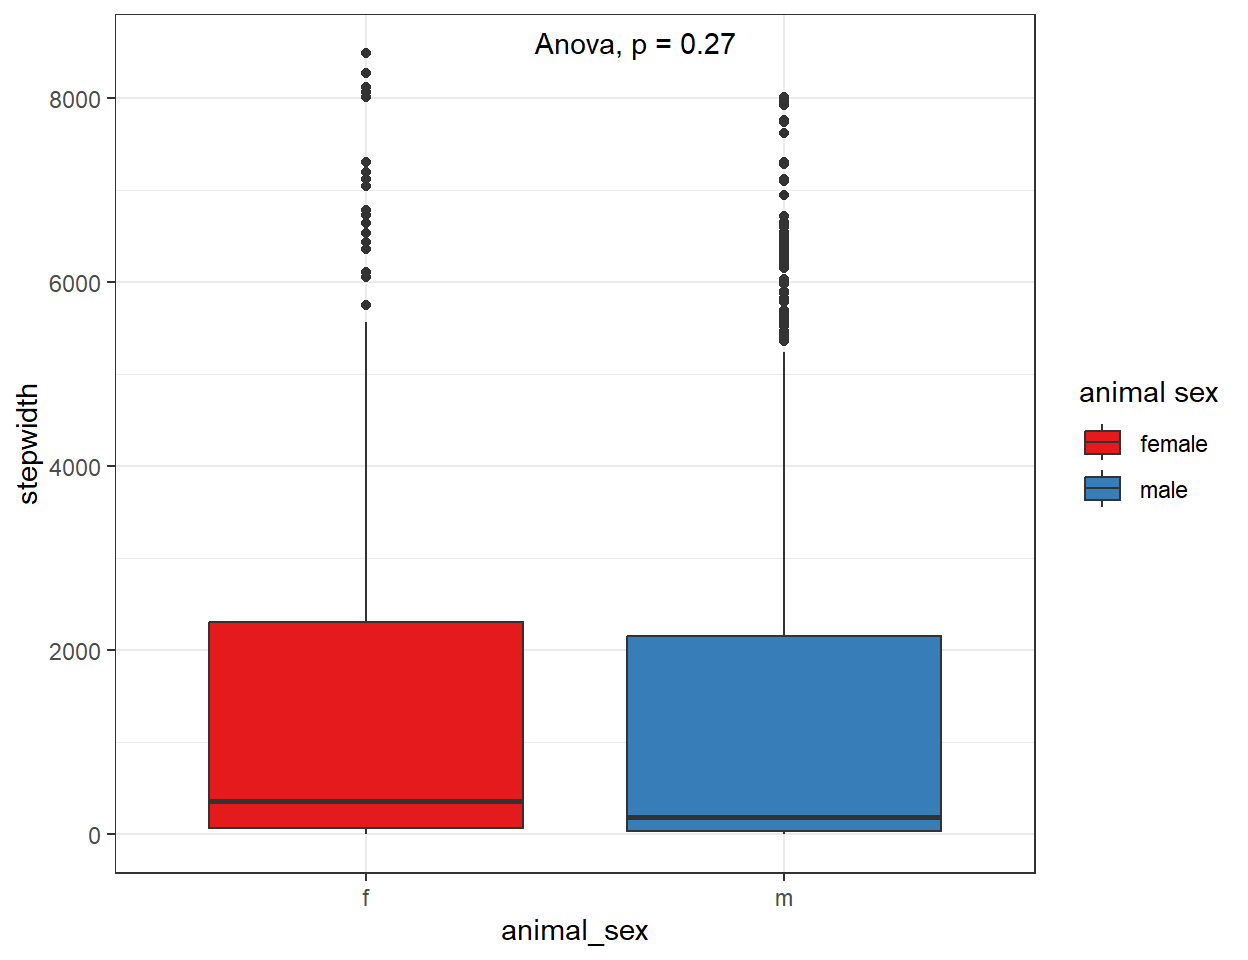 Anova, p = 0.27
8000
6000
4000
2000
0
stepwidth
f
m
animal_sex
animal sex
female
male